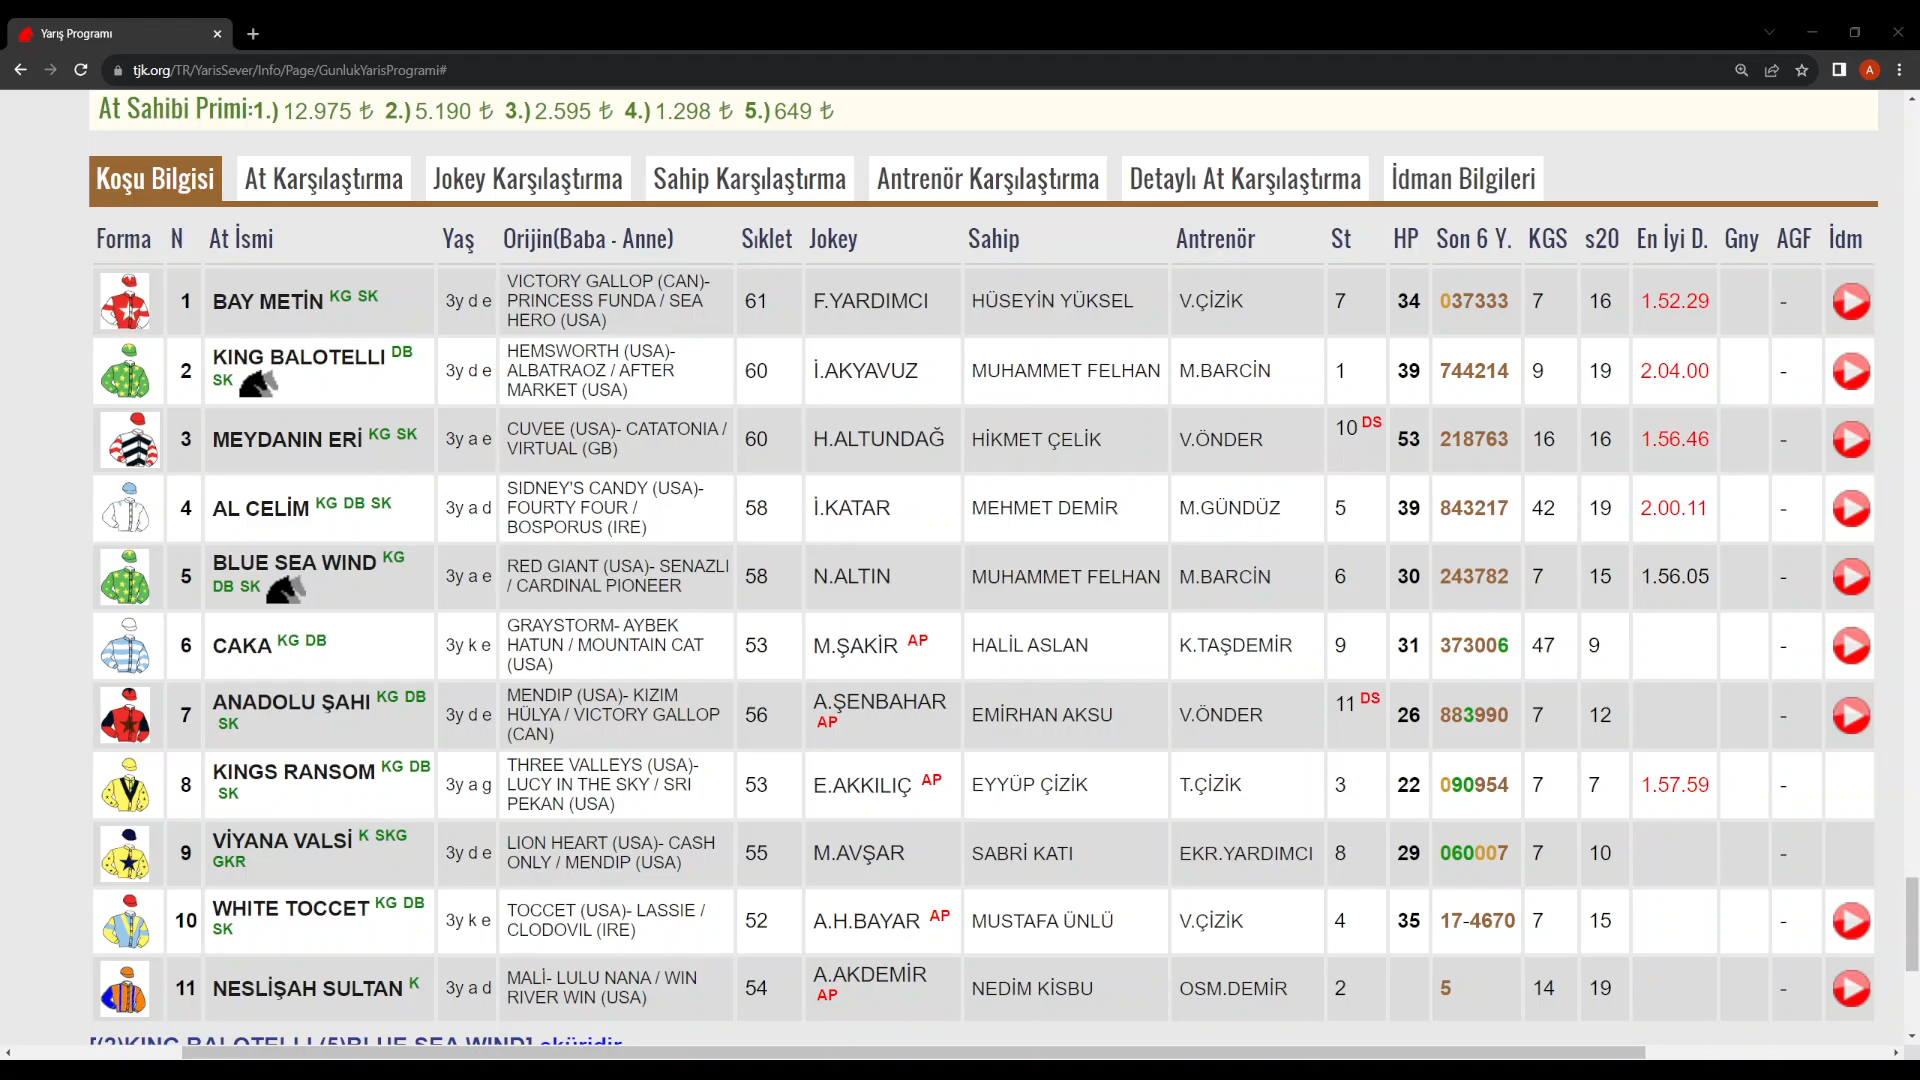 Yarış Programı
tjk.org/TR/YarisSever/Info/Page/GunlukYarisProgrami#
A
At Sahibi Primi:1.) 12.975 ₺ 2.) 5.190 ₺ 3.) 2.595 ₺ 4.) 1.298 ₺ 5.) 649 ₺
Koşu Bilgisi At Karşılaştırma Jokey Karşılaştırma Sahip Karşılaştırma Antrenör Karşılaştırma Detaylı At Karşılaştırma İdman Bilgileri
Forma N At İsmi Yaş Orijin(Baba - Anne) Sıklet Jokey Sahip Antrenör St HP Son 6 Y. KGS s20 En İyi D. Gny AGF İdm
1 BAY METİN KG SK 3y d e VICTORY GALLOP (CAN)- PRINCESS FUNDA / SEA HERO (USA) 61 F.YARDIMCI HÜSEYİN YÜKSEL V.ÇİZİK 7 34 037333 7 16 1.52.29 -
2 KING BALOTELLI DB SK 3y d e HEMSWORTH (USA)- ALBATRAOZ / AFTER MARKET (USA) 60 İ.AKYAVUZ MUHAMMET FELHAN M.BARCİN 1 39 744214 9 19 2.04.00 -
3 MEYDANIN ERİ KG SK 3y a e CUVEE (USA)- CATATONIA / VIRTUAL (GB) 60 H.ALTUNDAĞ HİKMET ÇELİK V.ÖNDER 10 DS 53 218763 16 16 1.56.46 -
4 AL CELİM KG DB SK 3y a d SIDNEY'S CANDY (USA)- FOURTY FOUR / BOSPORUS (IRE) 58 İ.KATAR MEHMET DEMİR M.GÜNDÜZ 5 39 843217 42 19 2.00.11 -
5 BLUE SEA WIND KG DB SK 3y a e RED GIANT (USA)- SENAZLI / CARDINAL PIONEER 58 N.ALTIN MUHAMMET FELHAN M.BARCİN 6 30 243782 7 15 1.56.05 -
6 CAKA KG DB 3y k e GRAYSTORM- AYBEK HATUN / MOUNTAIN CAT (USA) 53 M.ŞAKİR AP HALİL ASLAN K.TAŞDEMİR 9 31 373006 47 9 -
7 ANADOLU ŞAHI KG DB SK 3y d e MENDIP (USA)- KIZIM HÜLYA / VICTORY GALLOP (CAN) 56 A.ŞENBAHAR AP EMİRHAN AKSU V.ÖNDER 11 DS 26 883990 7 12 -
8 KINGS RANSOM KG DB SK 3y a g THREE VALLEYS (USA)- LUCY IN THE SKY / SRI PEKAN (USA) 53 E.AKKILIÇ AP EYYÜP ÇİZİK T.ÇİZİK 3 22 090954 7 7 1.57.59 -
9 VİYANA VALSİ K SKG GKR 3y d e LION HEART (USA)- CASH ONLY / MENDIP (USA) 55 M.AVŞAR SABRİ KATI EKR.YARDIMCI 8 29 060007 7 10 -
10 WHITE TOCCET KG DB SK 3y k e TOCCET (USA)- LASSIE / CLODOVIL (IRE) 52 A.H.BAYAR AP MUSTAFA ÜNLÜ V.ÇİZİK 4 35 17-4670 7 15 -
11 NESLİŞAH SULTAN K 3y a d MALİ- LULU NANA / WIN RIVER WIN (USA) 54 A.AKDEMİR AP NEDİM KİSBU OSM.DEMİR 2 5 14 19 -
[(2)KING BALOTELLI,(5)BLUE SEA WIND] eküridir